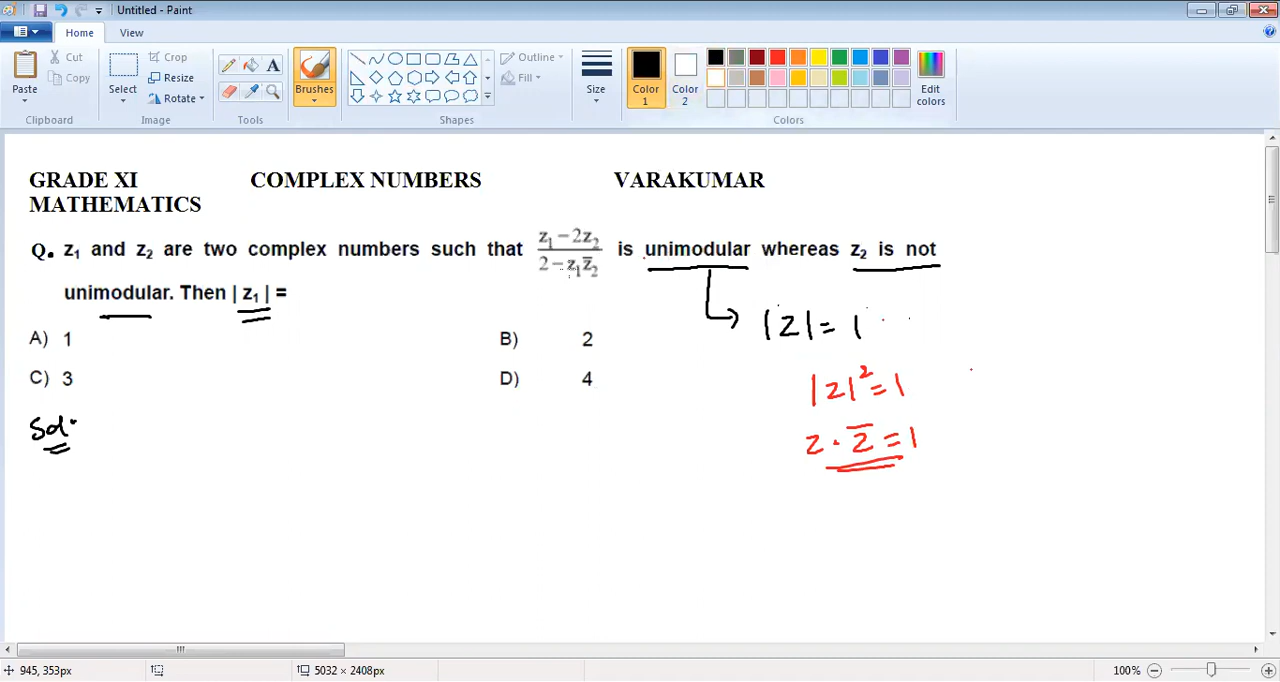 Untitled - Paint
Home View
Cut
Copy
Paste
Clipboard
Crop
Resize
Rotate
Select
Image
A
Tools
Brushes
Outline
Fill
Shapes
Size
Color 1
Color 2
Edit colors
Colors
GRADE XI COMPLEX NUMBERS VARAKUMAR
MATHEMATICS
Q. z₁ and z₂ are two complex numbers such that (z₁ − 2z₂)/(2 − z₁z̅₂) is unimodular whereas z₂ is not
unimodular. Then | z₁ | =
A) 1 B) 2
C) 3 D) 4
Sol:
|z| = 1
|z|² = 1
z · z̅ = 1
945, 353px 5032 × 2408px 100%